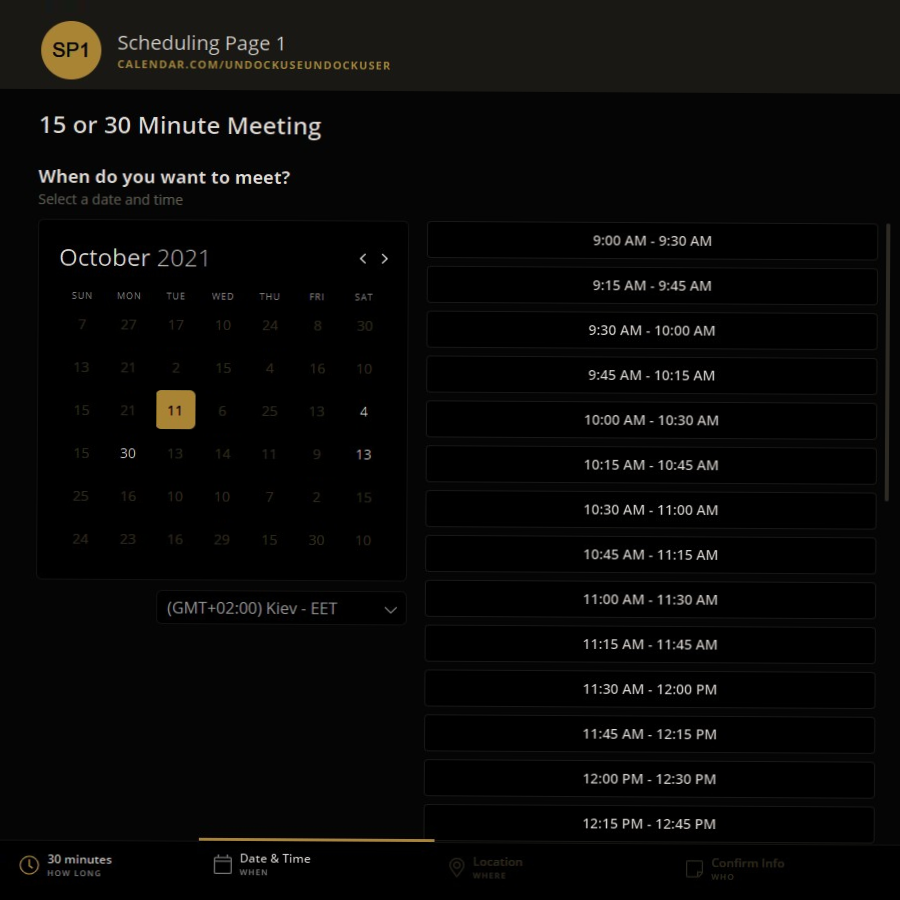 SP1
Scheduling Page 1
CALENDAR.COM/UNDOCKUSEUNDOCKUSER
15 or 30 Minute Meeting
When do you want to meet?
Select a date and time
October 2021
SUN MON TUE WED THU FRI SAT
7 27 17 10 24 8 30
13 21 2 15 4 16 10
15 21 11 6 25 13 4
15 30 13 14 11 9 13
25 16 10 10 7 2 15
24 23 16 29 15 30 10
(GMT+02:00) Kiev - EET
9:00 AM - 9:30 AM
9:15 AM - 9:45 AM
9:30 AM - 10:00 AM
9:45 AM - 10:15 AM
10:00 AM - 10:30 AM
10:15 AM - 10:45 AM
10:30 AM - 11:00 AM
10:45 AM - 11:15 AM
11:00 AM - 11:30 AM
11:15 AM - 11:45 AM
11:30 AM - 12:00 PM
11:45 AM - 12:15 PM
12:00 PM - 12:30 PM
12:15 PM - 12:45 PM
30 minutes
HOW LONG
Date & Time
WHEN
Location
WHERE
Confirm Info
WHO